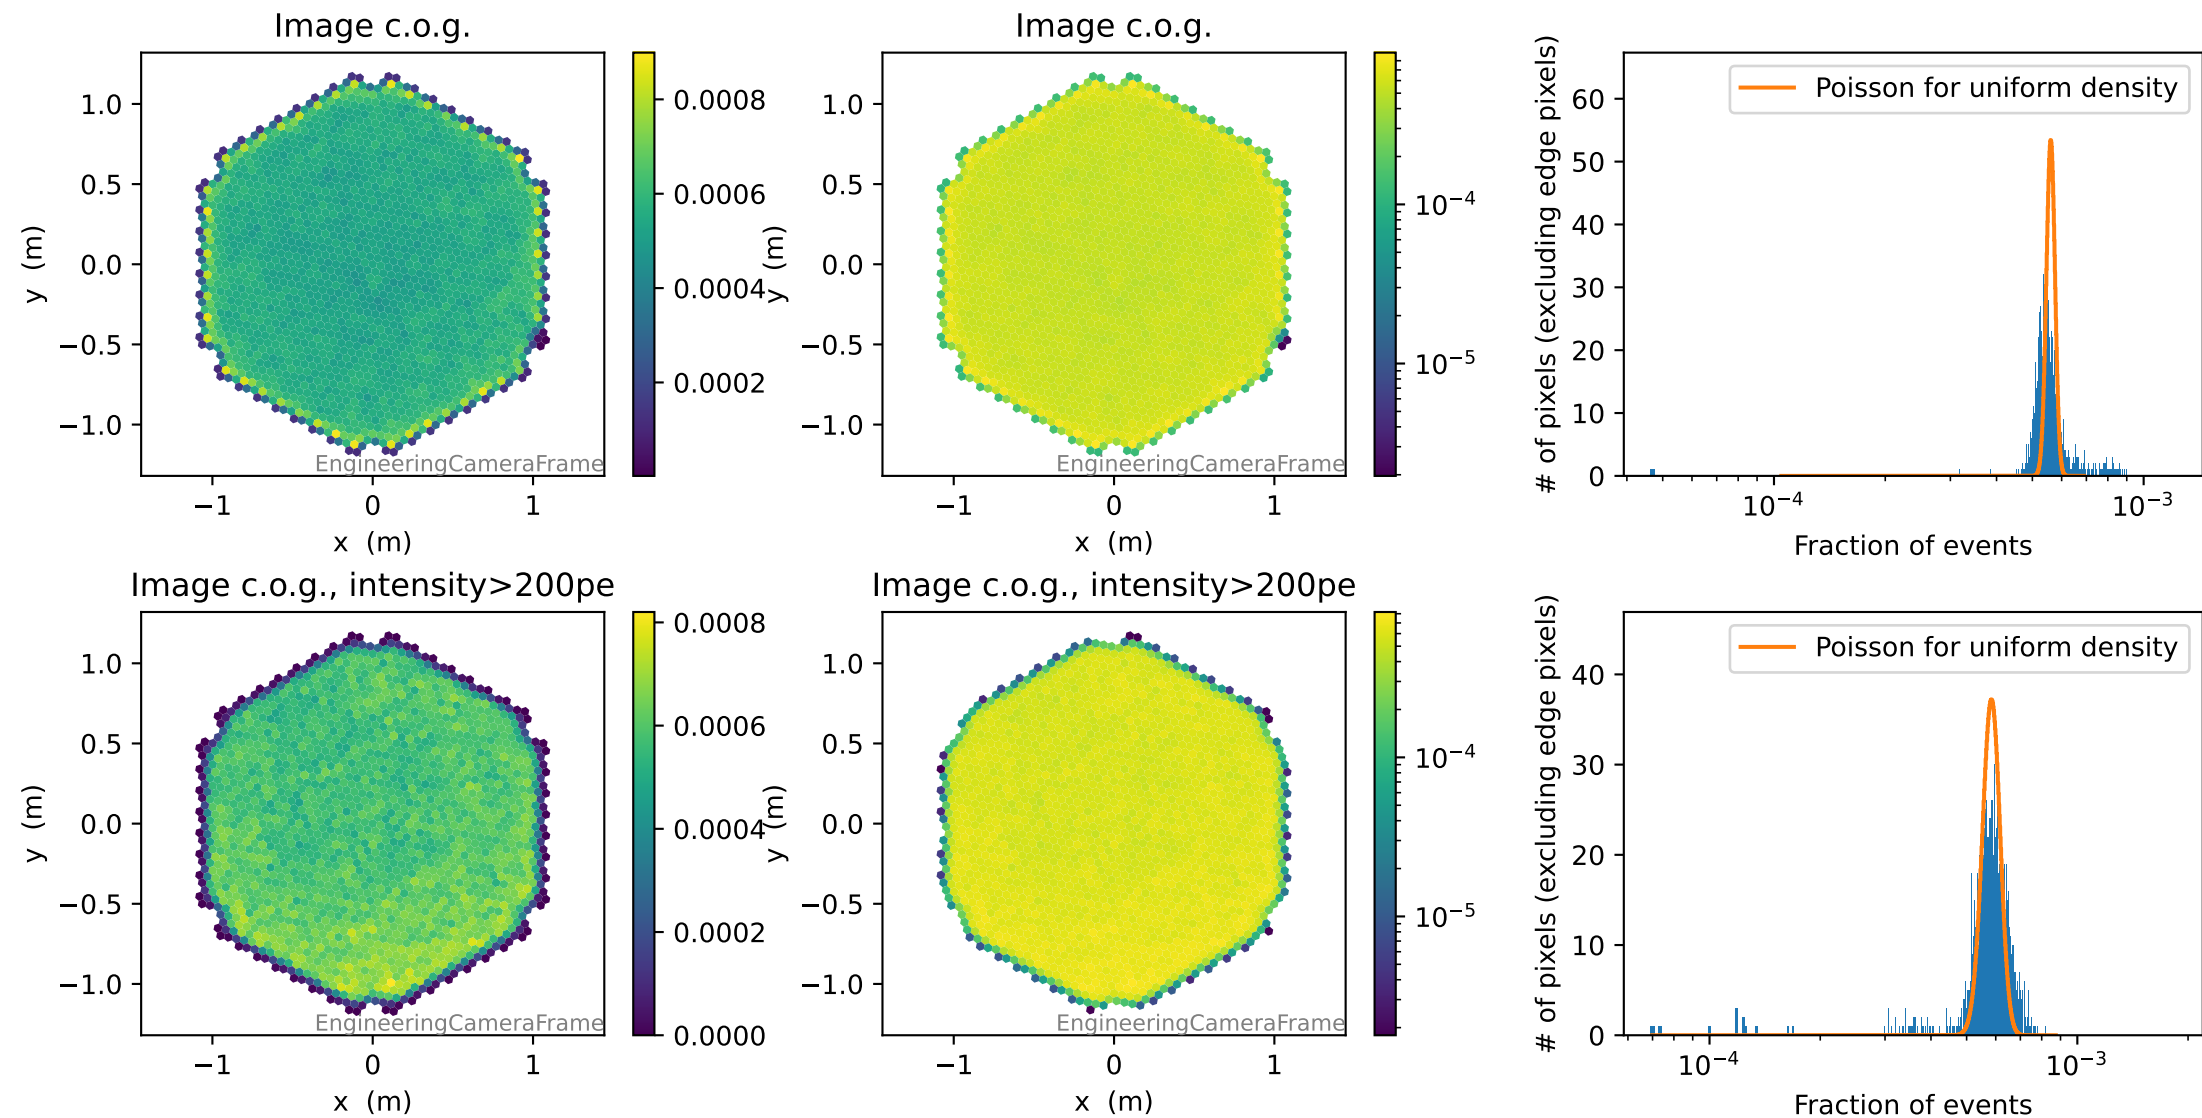 Image c.o.g.
1.0
0.5
0.0
−0.5
−1.0
y (m)
−1
0
1
x (m)
EngineeringCameraFrame
0.0008
0.0006
0.0004
0.0002
Image c.o.g.
1.0
0.5
0.0
−0.5
−1.0
y (m)
−1
0
1
x (m)
EngineeringCameraFrame
10⁻⁴
10⁻⁵
# of pixels (excluding edge pixels)
60
50
40
30
20
10
0
Poisson for uniform density
10⁻⁴
10⁻³
Fraction of events
Image c.o.g., intensity>200pe
1.0
0.5
0.0
−0.5
−1.0
y (m)
−1
0
1
x (m)
EngineeringCameraFrame
0.0008
0.0006
0.0004
0.0002
0.0000
Image c.o.g., intensity>200pe
1.0
0.5
0.0
−0.5
−1.0
y (m)
−1
0
1
x (m)
EngineeringCameraFrame
10⁻⁴
10⁻⁵
# of pixels (excluding edge pixels)
40
30
20
10
0
Poisson for uniform density
10⁻⁴
10⁻³
Fraction of events